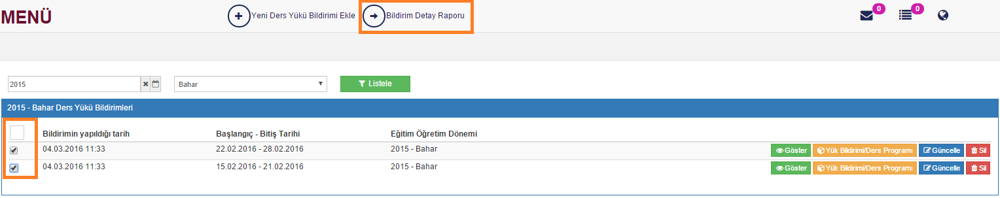 MENÜ
Yeni Ders Yükü Bildirimi Ekle
Bildirim Detay Raporu
0
0
2015
Bahar
Listele
2015 - Bahar Ders Yükü Bildirimleri
Bildirimin yapıldığı tarih Başlangıç - Bitiş Tarihi Eğitim Öğretim Dönemi
04.03.2016 11:33 22.02.2016 - 28.02.2016 2015 - Bahar Göster Yük Bildirimi/Ders Programı Güncelle Sil
04.03.2016 11:33 15.02.2016 - 21.02.2016 2015 - Bahar Göster Yük Bildirimi/Ders Programı Güncelle Sil